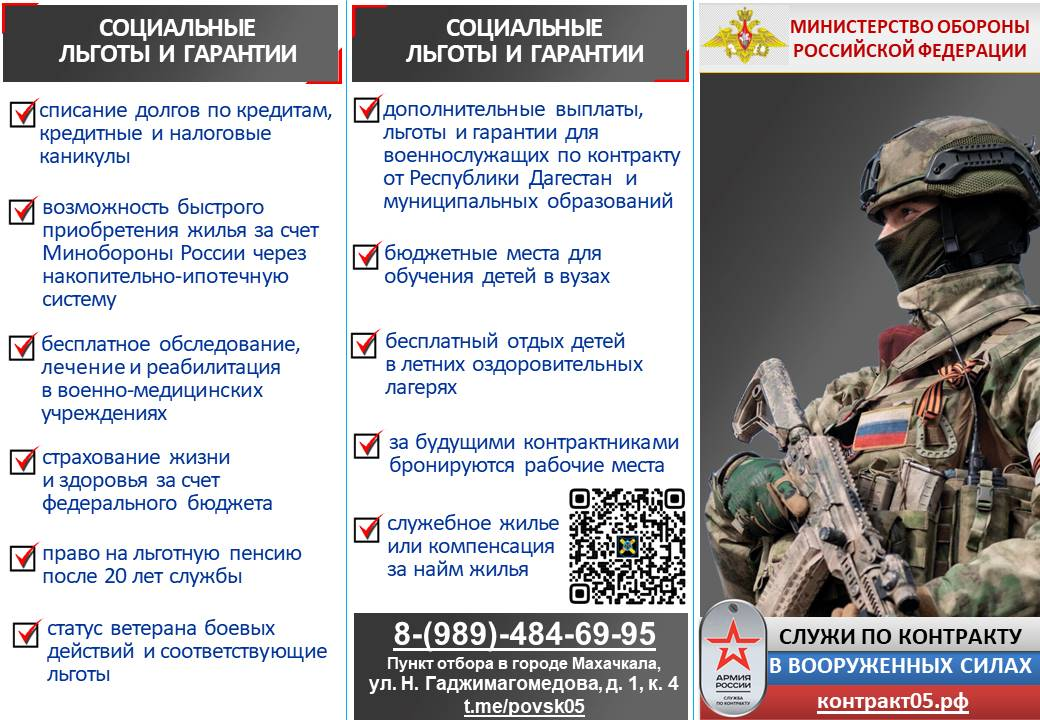 СОЦИАЛЬНЫЕ
ЛЬГОТЫ И ГАРАНТИИ
списание долгов по кредитам,
кредитные и налоговые
каникулы
возможность быстрого
приобретения жилья за счет
Минобороны России через
накопительно-ипотечную
систему
бесплатное обследование,
лечение и реабилитация
в военно-медицинских
учреждениях
страхование жизни
и здоровья за счет
федерального бюджета
право на льготную пенсию
после 20 лет службы
статус ветерана боевых
действий и соответствующие
льготы
СОЦИАЛЬНЫЕ
ЛЬГОТЫ И ГАРАНТИИ
дополнительные выплаты,
льготы и гарантии для
военнослужащих по контракту
от Республики Дагестан и
муниципальных образований
бюджетные места для
обучения детей в вузах
бесплатный отдых детей
в летних оздоровительных
лагерях
за будущими контрактниками
бронируются рабочие места
служебное жилье
или компенсация
за найм жилья
8-(989)-484-69-95
Пункт отбора в городе Махачкала,
ул. Н. Гаджимагомедова, д. 1, к. 4
t.me/povsk05
МИНИСТЕРСТВО ОБОРОНЫ
РОССИЙСКОЙ ФЕДЕРАЦИИ
АРМИЯ
РОССИИ
СЛУЖБА
ПО КОНТРАКТУ
СЛУЖИ ПО КОНТРАКТУ
В ВООРУЖЕННЫХ СИЛАХ
контракт05.рф